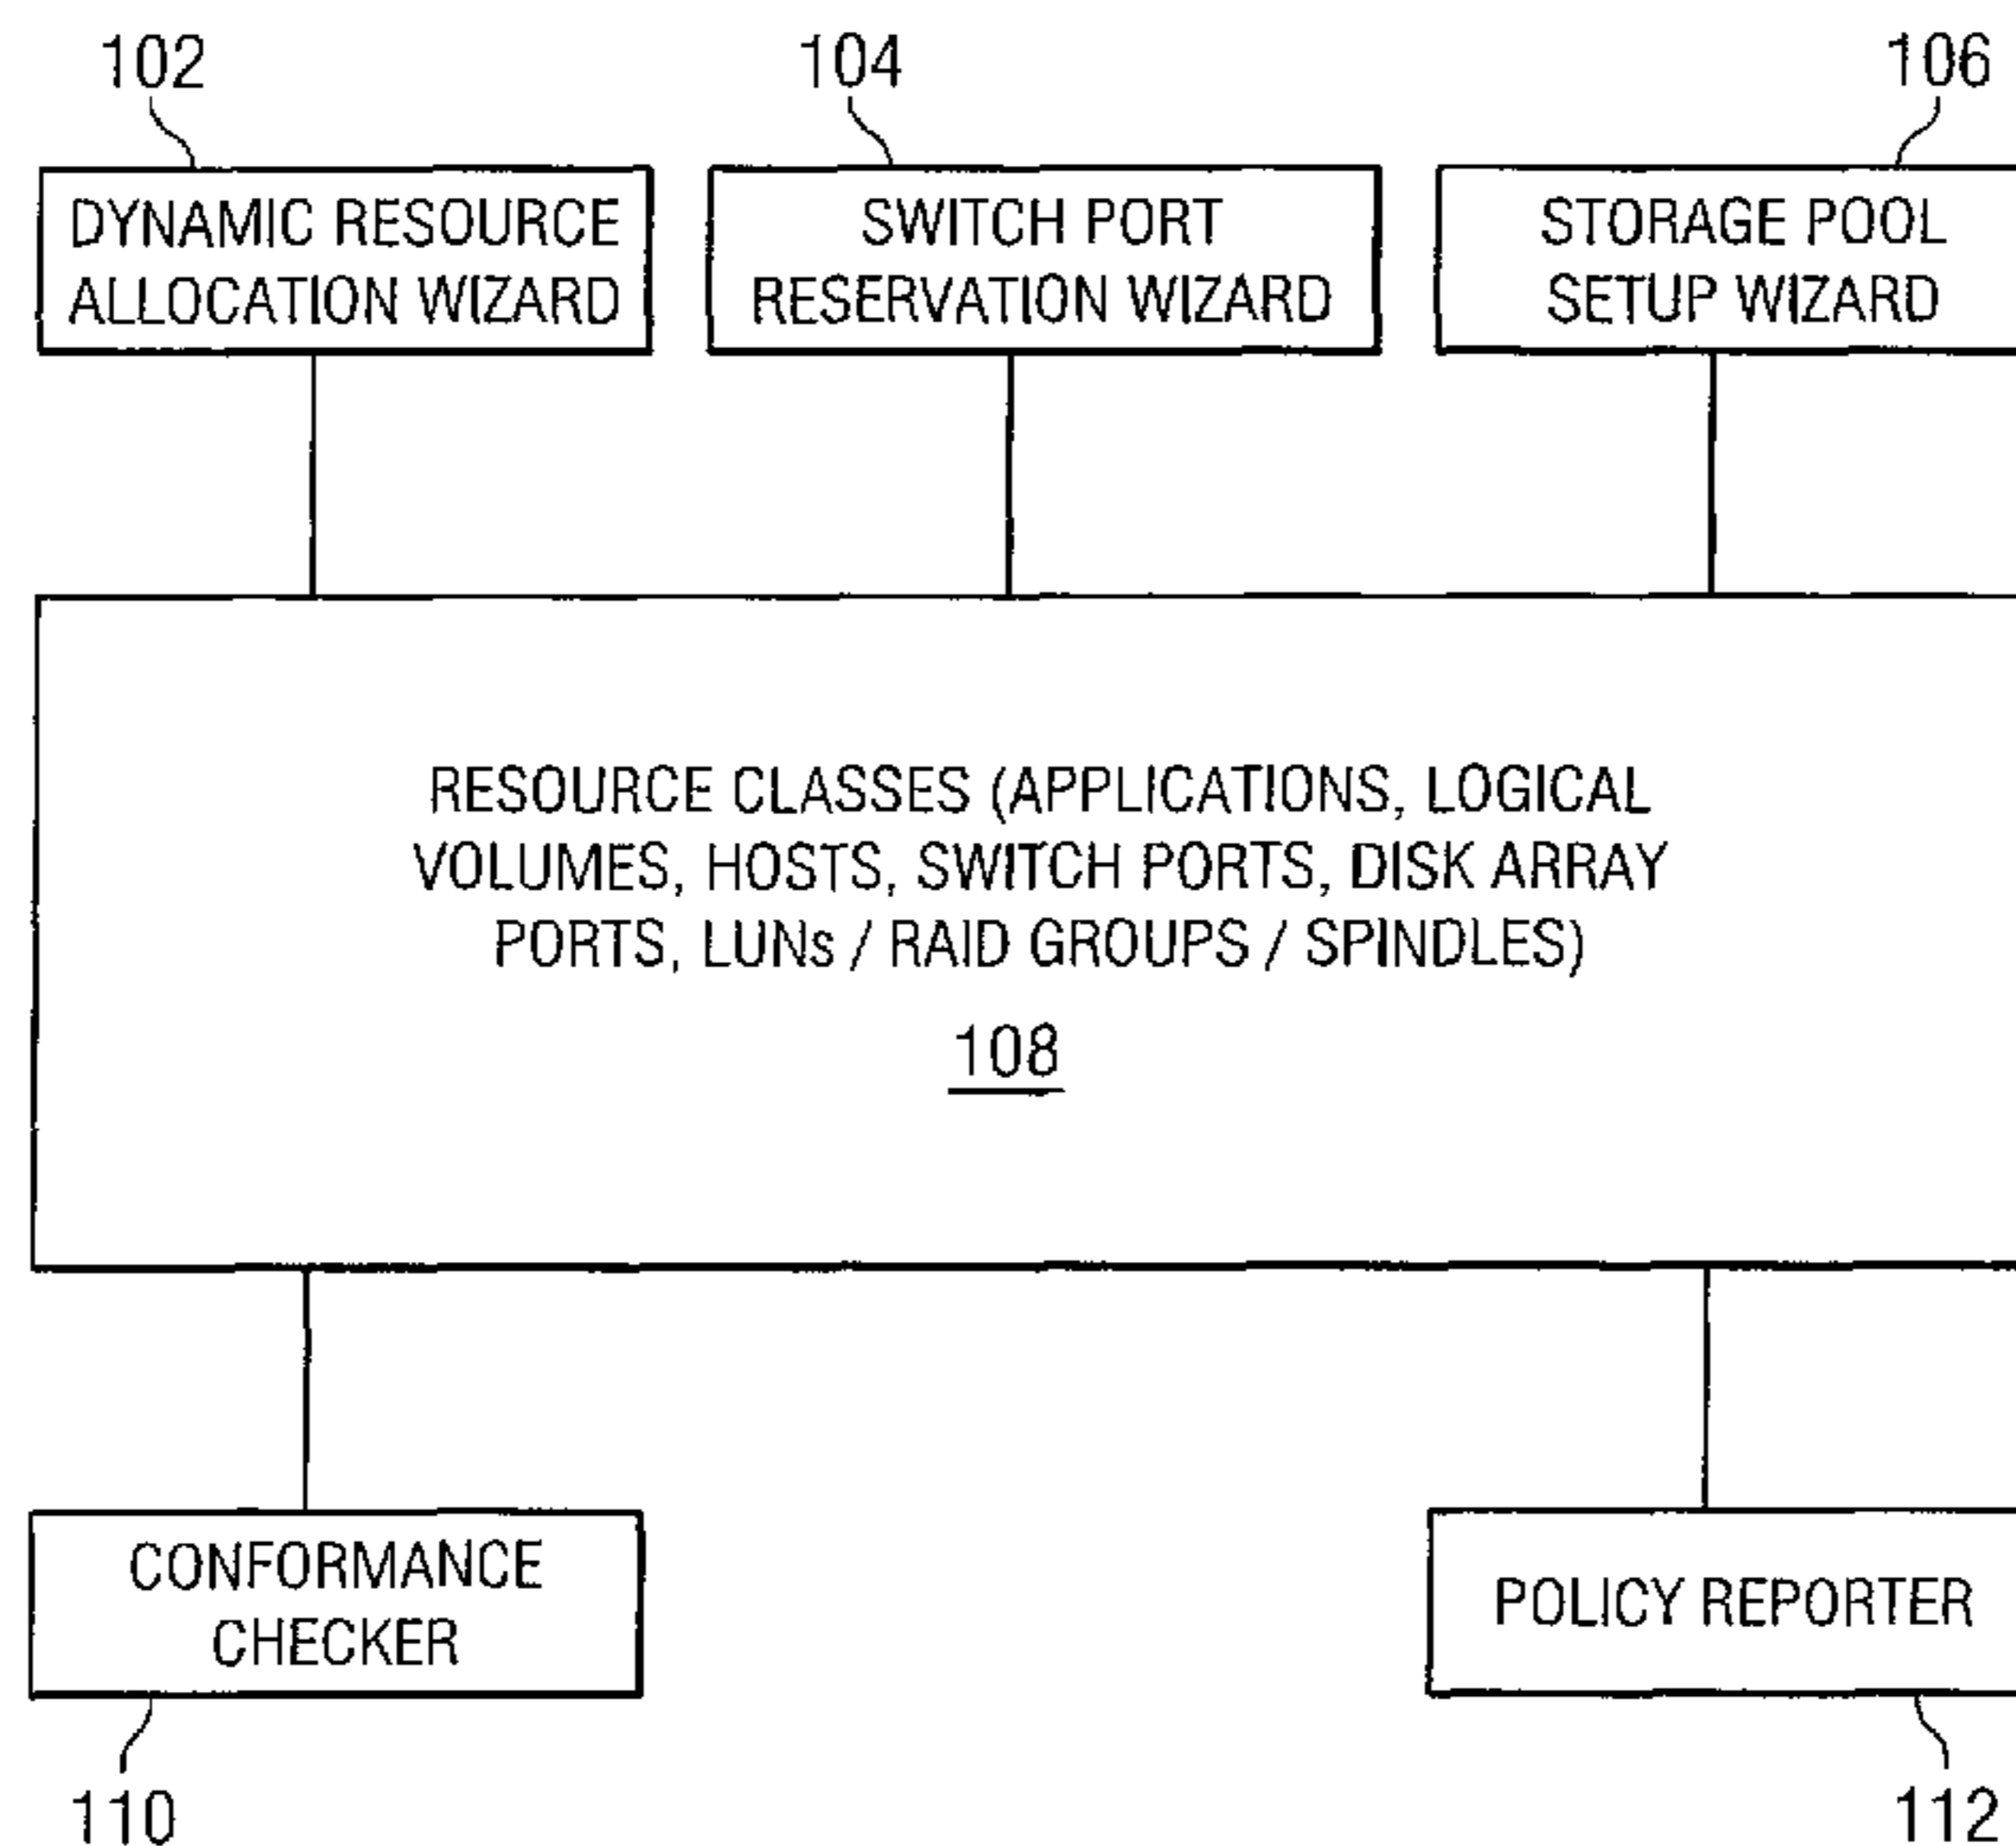 102
104
106
DYNAMIC RESOURCE
ALLOCATION WIZARD
SWITCH PORT
RESERVATION WIZARD
STORAGE POOL
SETUP WIZARD
RESOURCE CLASSES (APPLICATIONS, LOGICAL
VOLUMES, HOSTS, SWITCH PORTS, DISK ARRAY
PORTS, LUNs / RAID GROUPS / SPINDLES)
108
CONFORMANCE
CHECKER
POLICY REPORTER
110
112